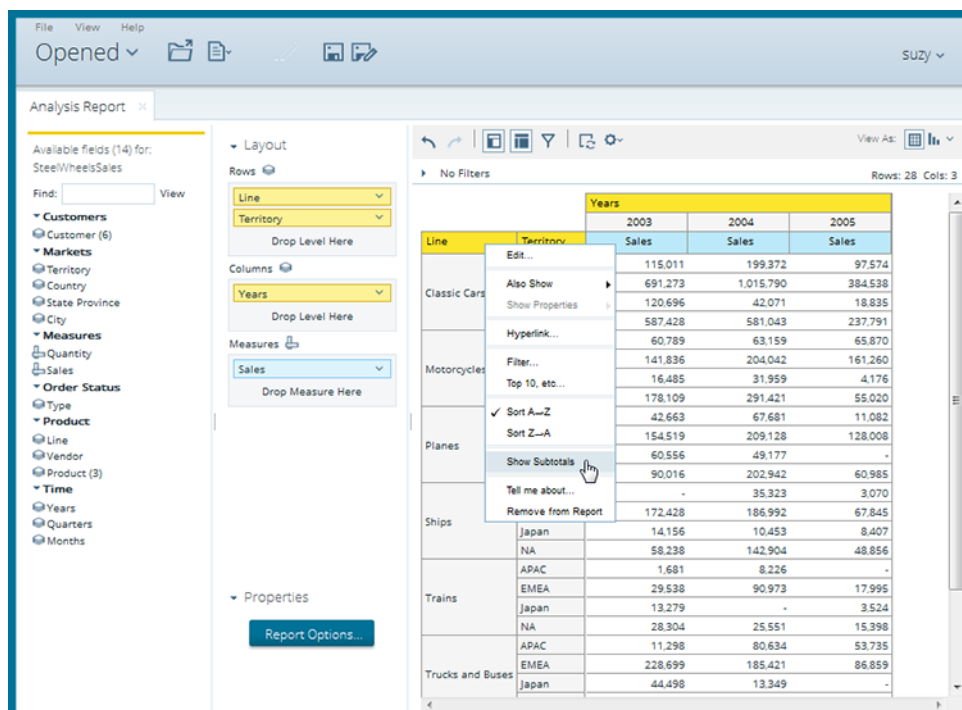 File View Help
Opened
suzy
Analysis Report ×
Available fields (14) for:
SteelWheelsSales
Find: View
Customers
Customer (6)
Markets
Territory
Country
State Province
City
Measures
Quantity
Sales
Order Status
Type
Product
Line
Vendor
Product (3)
Time
Years
Quarters
Months
Layout
Rows
Line
Territory
Drop Level Here
Columns
Years
Drop Level Here
Measures
Sales
Drop Measure Here
Properties
Report Options...
View As:
No Filters
Rows: 28 Cols: 3
Years
2003 2004 2005
Line Territory Sales Sales Sales
Classic Cars 115,011 199,372 97,574
691,273 1,015,790 384,538
120,696 42,071 18,835
587,428 581,043 237,791
Motorcycles 60,789 63,159 65,870
141,836 204,042 161,260
16,485 31,959 4,176
178,109 291,421 55,020
Planes 42,663 67,681 11,082
154,519 209,128 128,008
60,556 49,177 -
90,016 202,942 60,985
Ships - 35,323 3,070
172,428 186,992 67,845
Japan 14,156 10,453 8,407
NA 58,238 142,904 48,856
Trains APAC 1,681 8,226 -
EMEA 29,538 90,973 17,995
Japan 13,279 - 3,524
NA 28,304 25,551 15,398
Trucks and Buses APAC 11,298 80,634 53,735
EMEA 228,699 185,421 86,859
Japan 44,498 13,349 -
Edit...
Also Show
Show Properties
Hyperlink...
Filter...
Top 10, etc...
✓ Sort A→Z
Sort Z→A
Show Subtotals
Tell me about...
Remove from Report